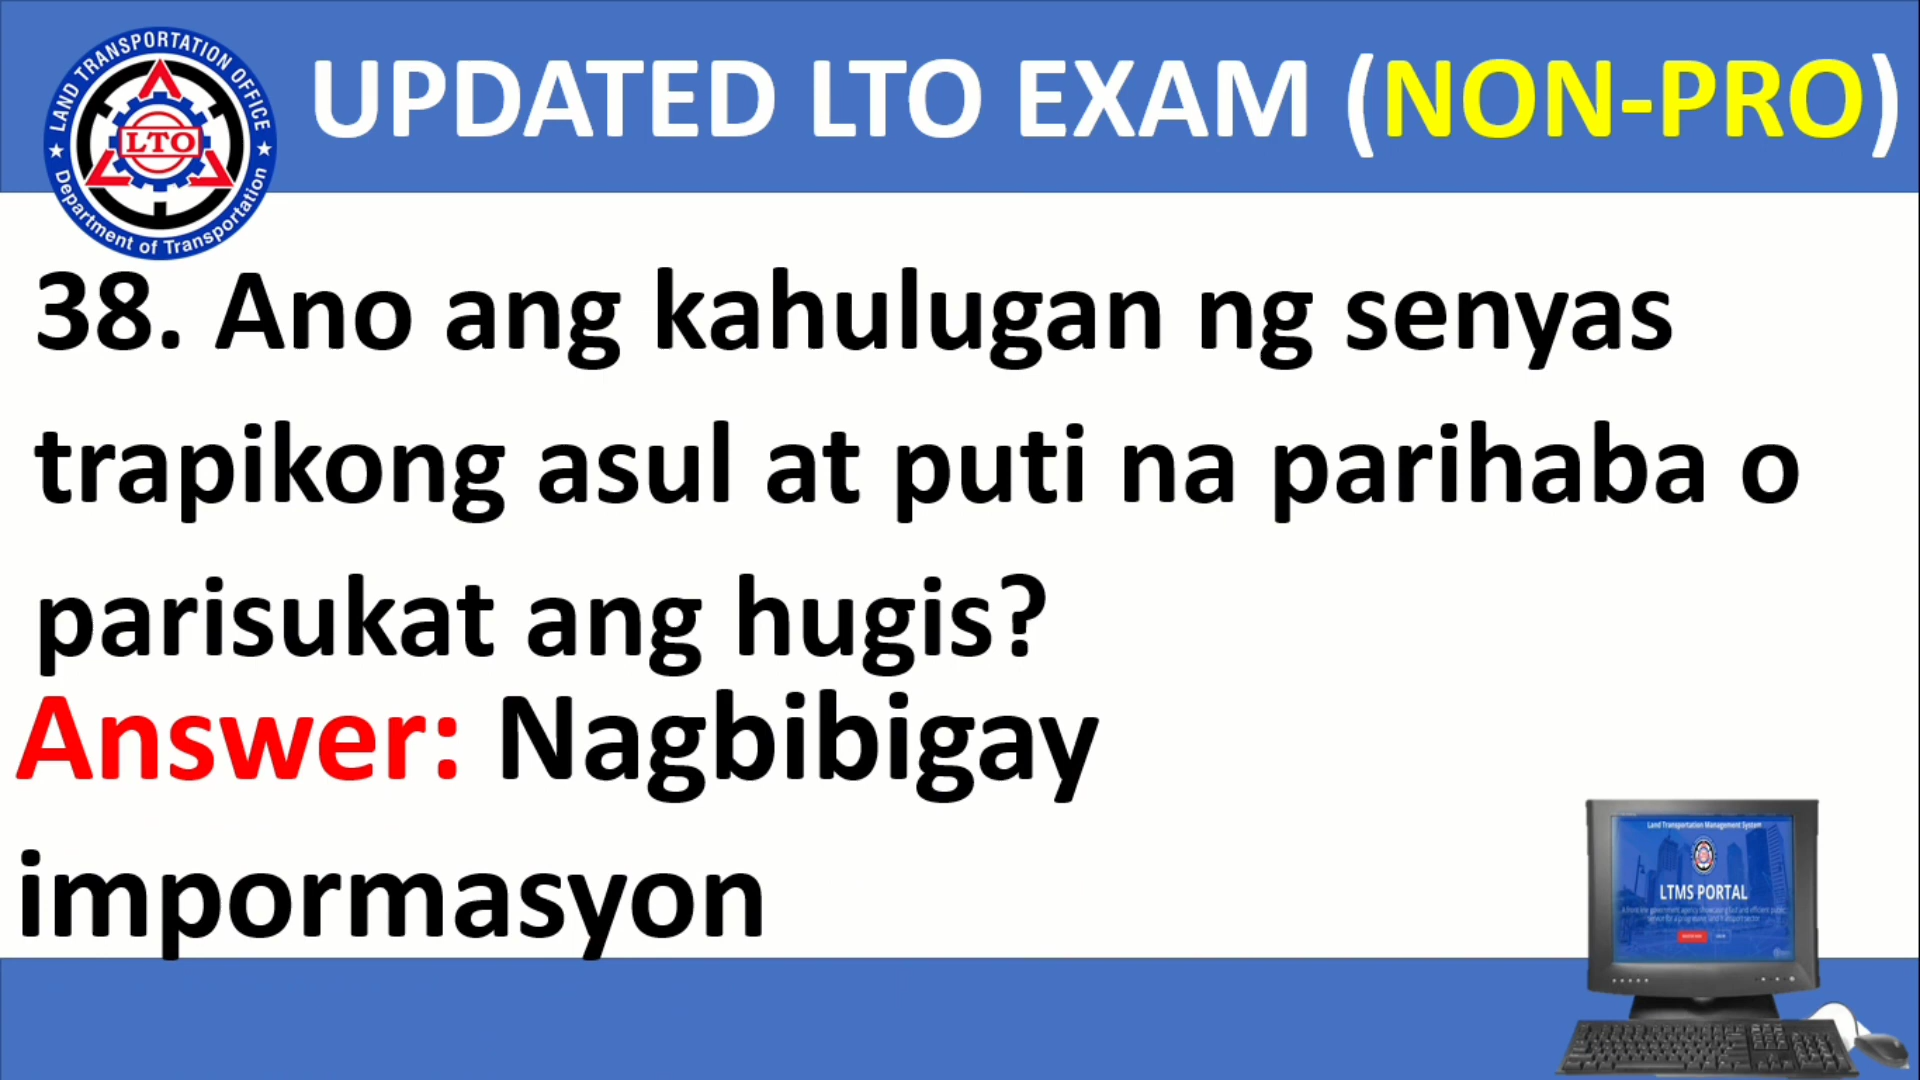 LAND TRANSPORTATION OFFICE
LTO
Department of Transportation
UPDATED LTO EXAM (NON-PRO)
38. Ano ang kahulugan ng senyas
trapikong asul at puti na parihaba o
parisukat ang hugis?
Answer: Nagbibigay
impormasyon
Land Transportation Management System
LTMS PORTAL